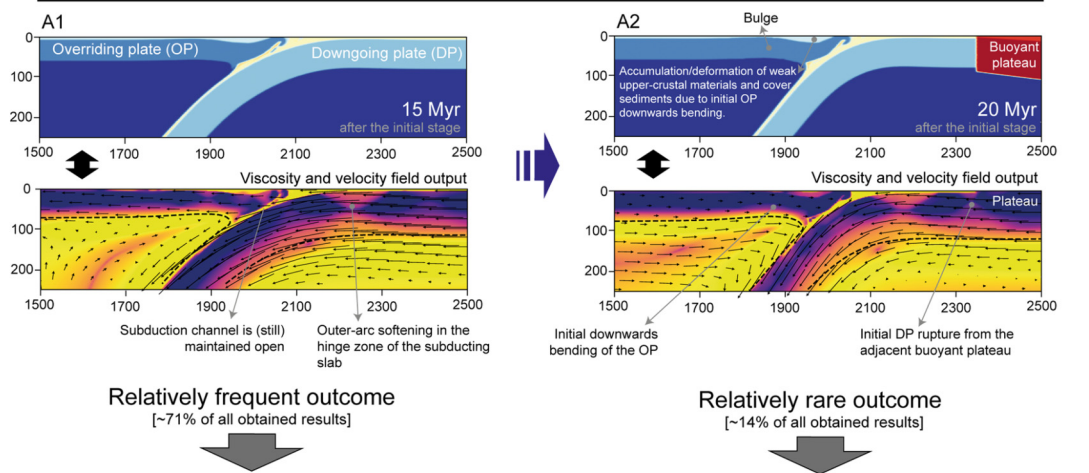 A1
0
100
200
Overriding plate (OP)
Downgoing plate (DP)
15 Myr
after the initial stage
1500 1700 1900 2100 2300 2500
Viscosity and velocity field output
0
100
200
1500 1700 1900 2100 2300 2500
Subduction channel is (still)
maintained open
Outer-arc softening in the
hinge zone of the subducting
slab
Relatively frequent outcome
[~71% of all obtained results]
A2
Bulge
0
100
200
Accumulation/deformation of weak
upper-crustal materials and cover
sediments due to initial OP
downwards bending.
Buoyant
plateau
20 Myr
after the initial stage
1500 1700 1900 2100 2300 2500
Viscosity and velocity field output
0
100
200
Plateau
1500 1700 1900 2100 2300 2500
Initial downwards
bending of the OP
Initial DP rupture from the
adjacent buoyant plateau
Relatively rare outcome
[~14% of all obtained results]